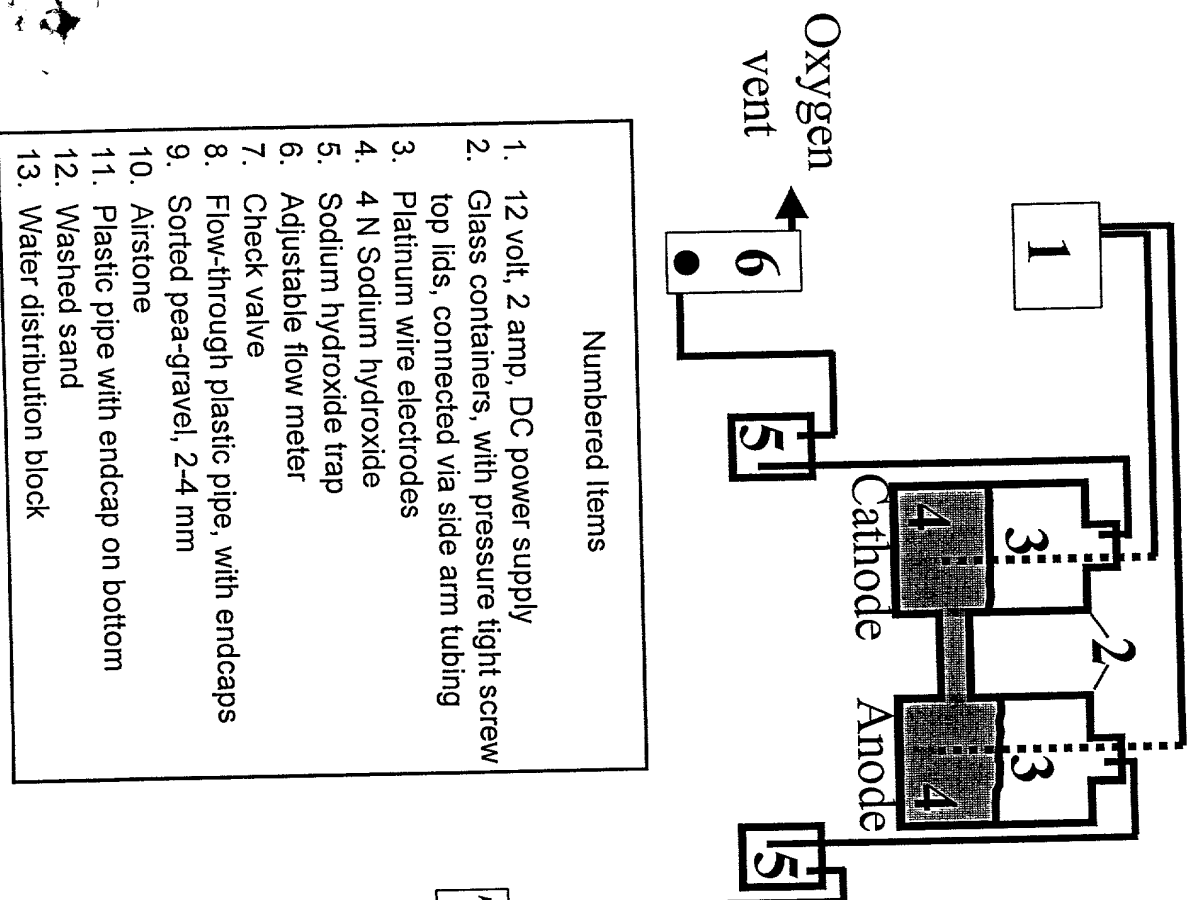 1
Oxygen
vent
6
5
3
3
2
4
4
Cathode
Anode
5
Numbered Items
1. 12 volt, 2 amp, DC power supply
2. Glass containers, with pressure tight screw
top lids, connected via side arm tubing
3. Platinum wire electrodes
4. 4 N Sodium hydroxide
5. Sodium hydroxide trap
6. Adjustable flow meter
7. Check valve
8. Flow-through plastic pipe, with endcaps
9. Sorted pea-gravel, 2-4 mm
10. Airstone
11. Plastic pipe with endcap on bottom
12. Washed sand
13. Water distribution block